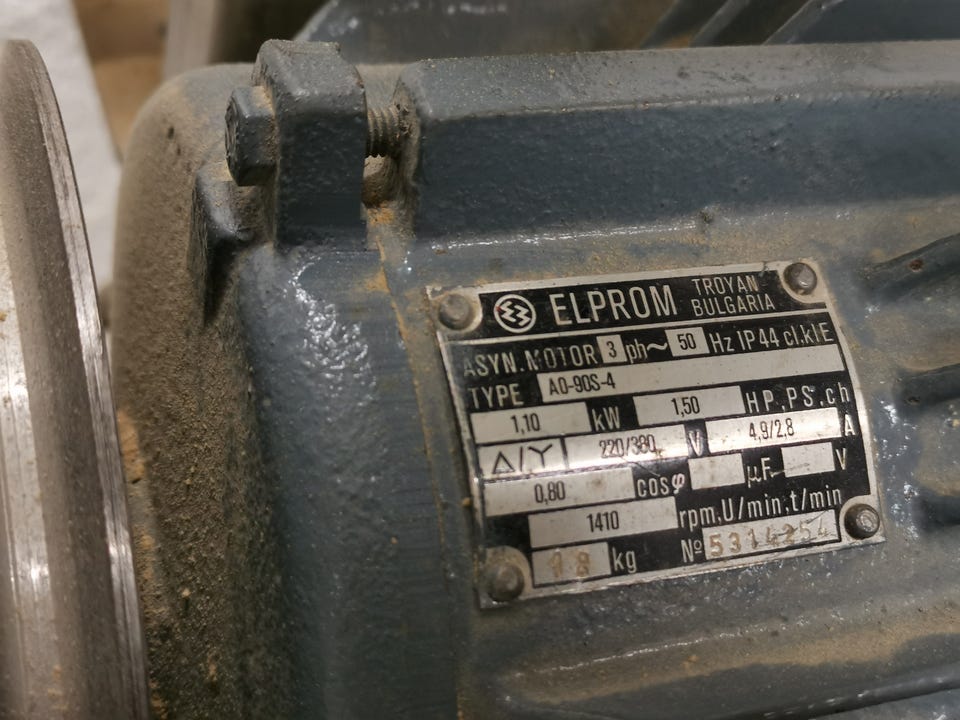 ELPROM TROYAN
BULGARIA
ASYN.MOTOR 3 ph~ 50 Hz IP44 cl,kl E
TYPE AO-90S-4
1,10 kW 1,50 HP,PS,ch
Δ/Y 220/380 V 4,9/2,8 A
0,80 cosφ µF V
1410 rpm,U/min,t/min
18 kg № 5314254